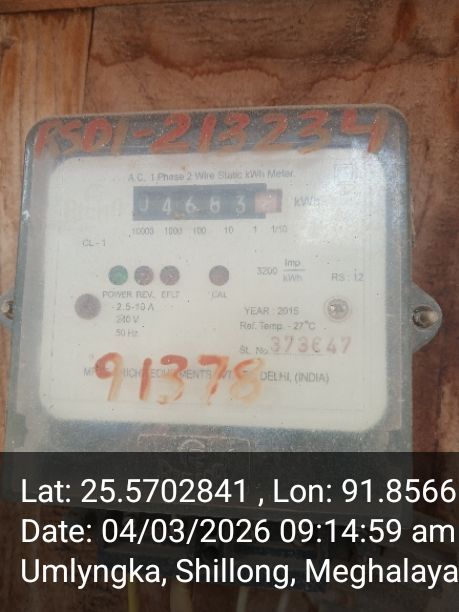 RSD1-213234
A.C. 1 Phase 2 Wire Static kWh Meter
04683
kWh
10000 1000 100 10 1 1/10
CL - 1
3200 Imp/kWh
RS : 12
POWER REV. EFLT CAL
2.5-10 A
240 V
50 Hz
YEAR : 2015
Ref. Temp. - 27°C
SL. No. 373647
91378
DELHI, (INDIA)
Lat: 25.5702841 , Lon: 91.8566
Date: 04/03/2026 09:14:59 am
Umlyngka, Shillong, Meghalaya